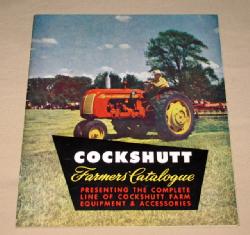 COCKSHUTT
Farmers' Catalogue
PRESENTING THE COMPLETE
LINE OF COCKSHUTT FARM
EQUIPMENT & ACCESSORIES